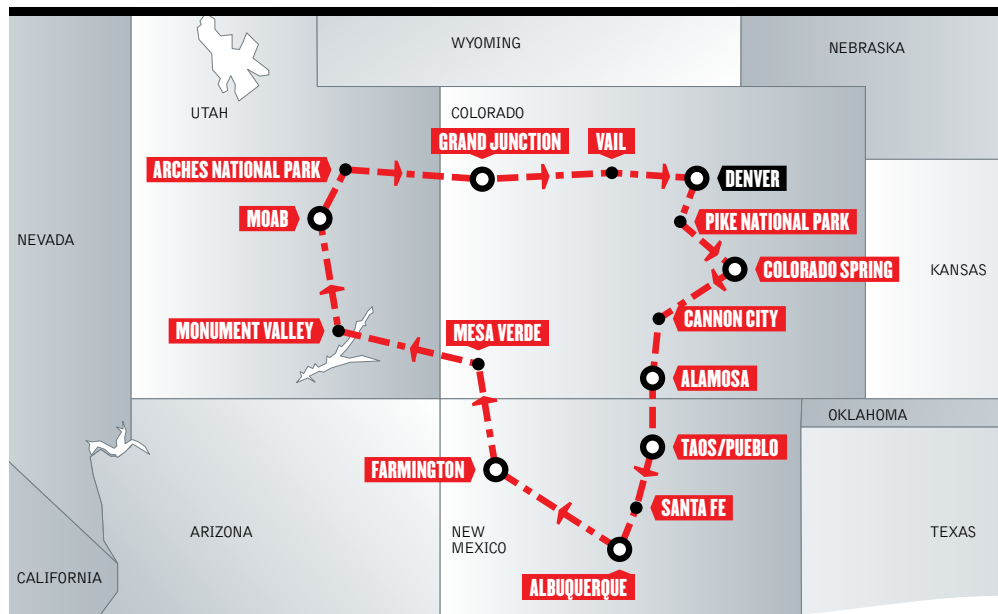 WYOMING
NEBRASKA
UTAH
COLORADO
GRAND JUNCTION
VAIL
ARCHES NATIONAL PARK
DENVER
MOAB
PIKE NATIONAL PARK
NEVADA
COLORADO SPRING
KANSAS
MONUMENT VALLEY
MESA VERDE
CANNON CITY
ALAMOSA
OKLAHOMA
TAOS/PUEBLO
FARMINGTON
SANTA FE
ARIZONA
NEW
MEXICO
TEXAS
CALIFORNIA
ALBUQUERQUE